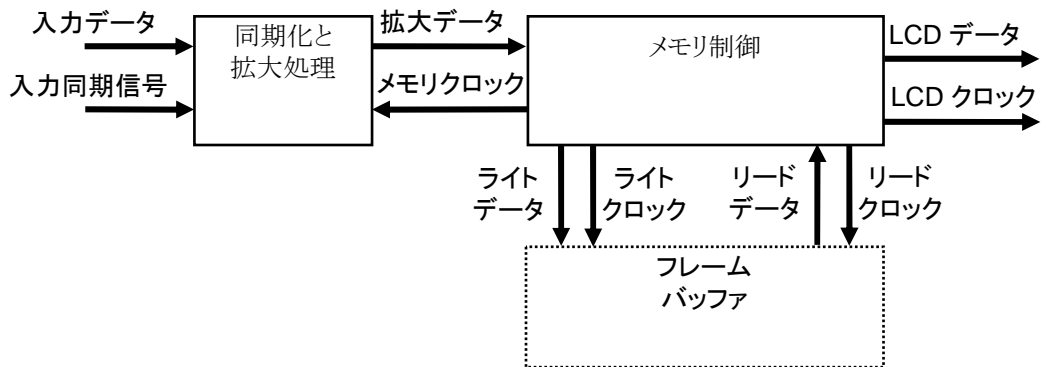 入力データ
入力同期信号
同期化と
拡大処理
拡大データ
メモリクロック
メモリ制御
LCD データ
LCD クロック
ライト
データ
ライト
クロック
リード
データ
リード
クロック
フレーム
バッファ